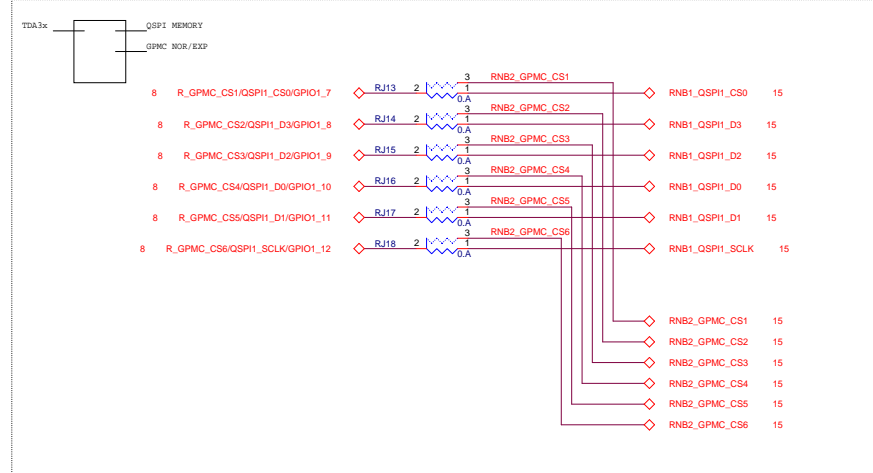 TDA3x
QSPI MEMORY
GPMC NOR/EXP
3 RNB2_GPMC_CS1
8 R_GPMC_CS1/QSPI1_CS0/GPIO1_7 RJ13 2 1 RNB1_QSPI1_CS0 15
0.A
3 RNB2_GPMC_CS2
8 R_GPMC_CS2/QSPI1_D3/GPIO1_8 RJ14 2 1 RNB1_QSPI1_D3 15
0.A
3 RNB2_GPMC_CS3
8 R_GPMC_CS3/QSPI1_D2/GPIO1_9 RJ15 2 1 RNB1_QSPI1_D2 15
0.A
3 RNB2_GPMC_CS4
8 R_GPMC_CS4/QSPI1_D0/GPIO1_10 RJ16 2 1 RNB1_QSPI1_D0 15
0.A
3 RNB2_GPMC_CS5
8 R_GPMC_CS5/QSPI1_D1/GPIO1_11 RJ17 2 1 RNB1_QSPI1_D1 15
0.A
3 RNB2_GPMC_CS6
8 R_GPMC_CS6/QSPI1_SCLK/GPIO1_12 RJ18 2 1 RNB1_QSPI1_SCLK 15
0.A
RNB2_GPMC_CS1 15
RNB2_GPMC_CS2 15
RNB2_GPMC_CS3 15
RNB2_GPMC_CS4 15
RNB2_GPMC_CS5 15
RNB2_GPMC_CS6 15